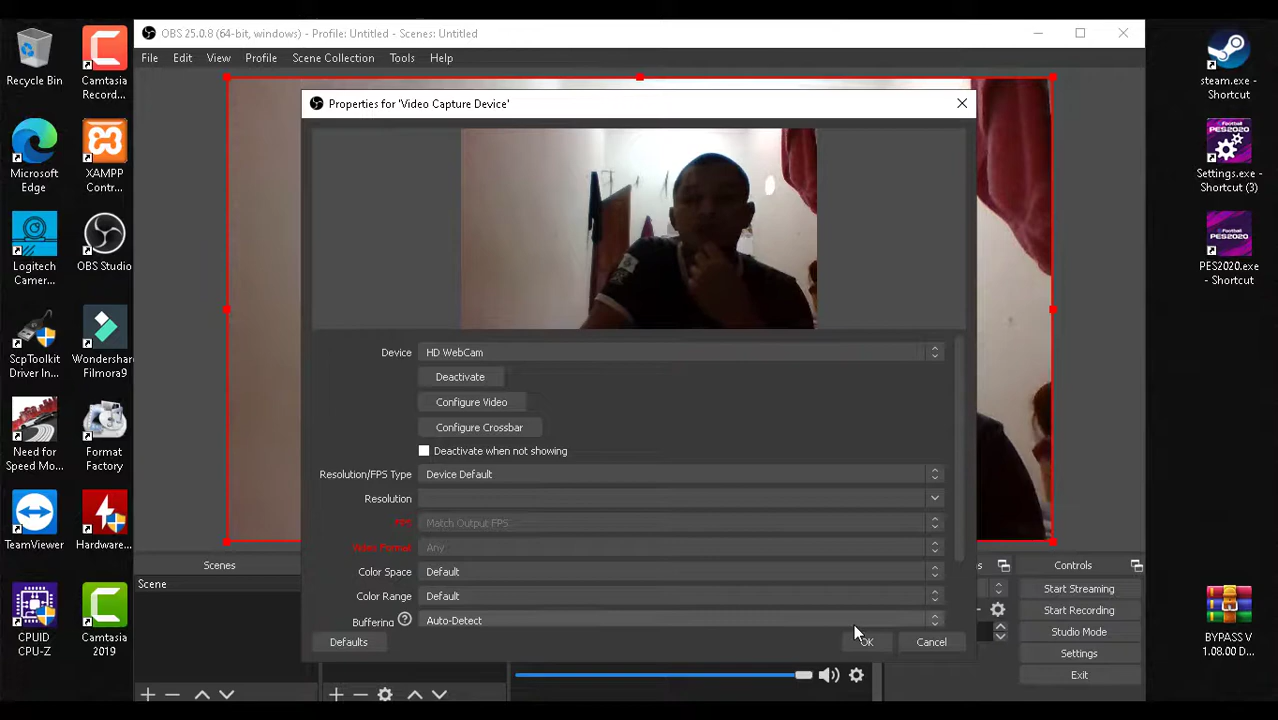 OBS 25.0.8 (64-bit, windows) - Profile: Untitled - Scenes: Untitled
File Edit View Profile Scene Collection Tools Help
Properties for 'Video Capture Device'
Device HD WebCam
Deactivate
Configure Video
Configure Crossbar
Deactivate when not showing
Resolution/FPS Type Device Default
Resolution
FPS Match Output FPS
Video Format Any
Color Space Default
Color Range Default
Buffering ? Auto-Detect
Defaults OK Cancel
Scenes
Scene
Controls
Start Streaming
Start Recording
Studio Mode
Settings
Exit
Recycle Bin
Camtasia
Record...
Microsoft
Edge
XAMPP
Contr...
Logitech
Camer...
OBS Studio
ScpToolkit
Driver In...
Wondershare
Filmora9
Need for
Speed Mo...
Format
Factory
TeamViewer
Hardware...
CPUID
CPU-Z
Camtasia
2019
steam.exe -
Shortcut
Football
PES2020
Settings.exe -
Shortcut (3)
Football
PES2020
PES2020.exe
- Shortcut
BYPASS V
1.08.00 D...